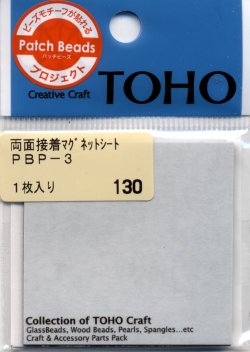 ビーズモチーフが貼れる
Patch Beads
パッチビーズ
プロジェクト
Creative Craft
TOHO
両面接着マグネットシート
PBP-3
1枚入り 130
Collection of TOHO Craft
GlassBeads, Wood Beads, Pearls, Spangles...etc
Craft & Accessory Parts Pack